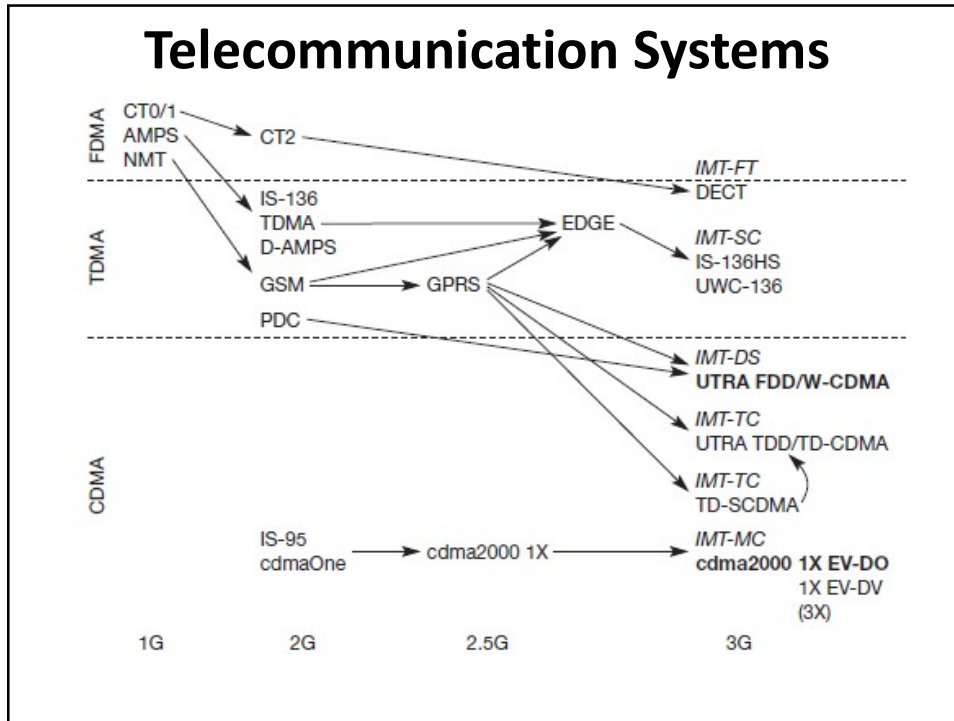 Telecommunication Systems
FDMA
CT0/1
AMPS
NMT
CT2
IMT-FT
DECT
TDMA
IS-136
TDMA
D-AMPS
GSM
PDC
GPRS
EDGE
IMT-SC
IS-136HS
UWC-136
CDMA
IMT-DS
UTRA FDD/W-CDMA
IMT-TC
UTRA TDD/TD-CDMA
IMT-TC
TD-SCDMA
IS-95
cdmaOne
cdma2000 1X
IMT-MC
cdma2000 1X EV-DO
1X EV-DV
(3X)
1G
2G
2.5G
3G